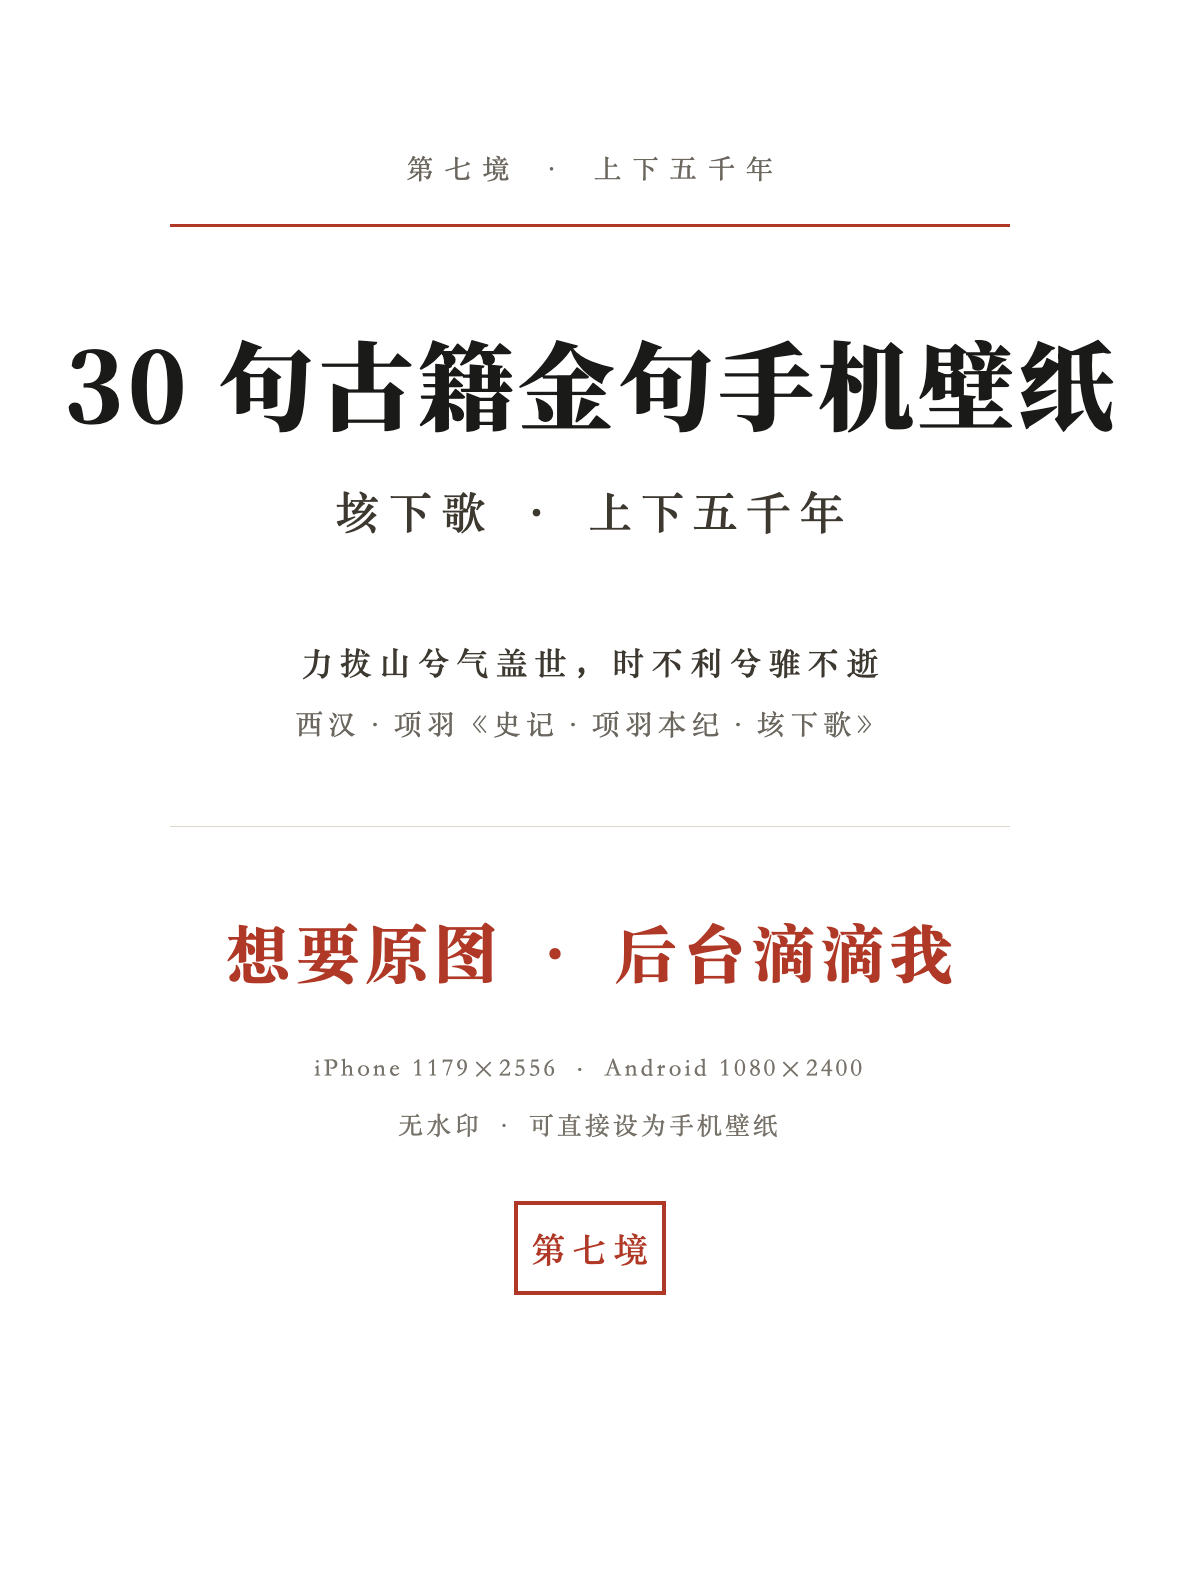 第七境 · 上下五千年
30 句古籍金句手机壁纸
垓下歌 · 上下五千年
力拔山兮气盖世，时不利兮骓不逝
西汉 · 项羽《史记 · 项羽本纪 · 垓下歌》
想要原图 · 后台滴滴我
iPhone 1179×2556 · Android 1080×2400
无水印 · 可直接设为手机壁纸
第七境